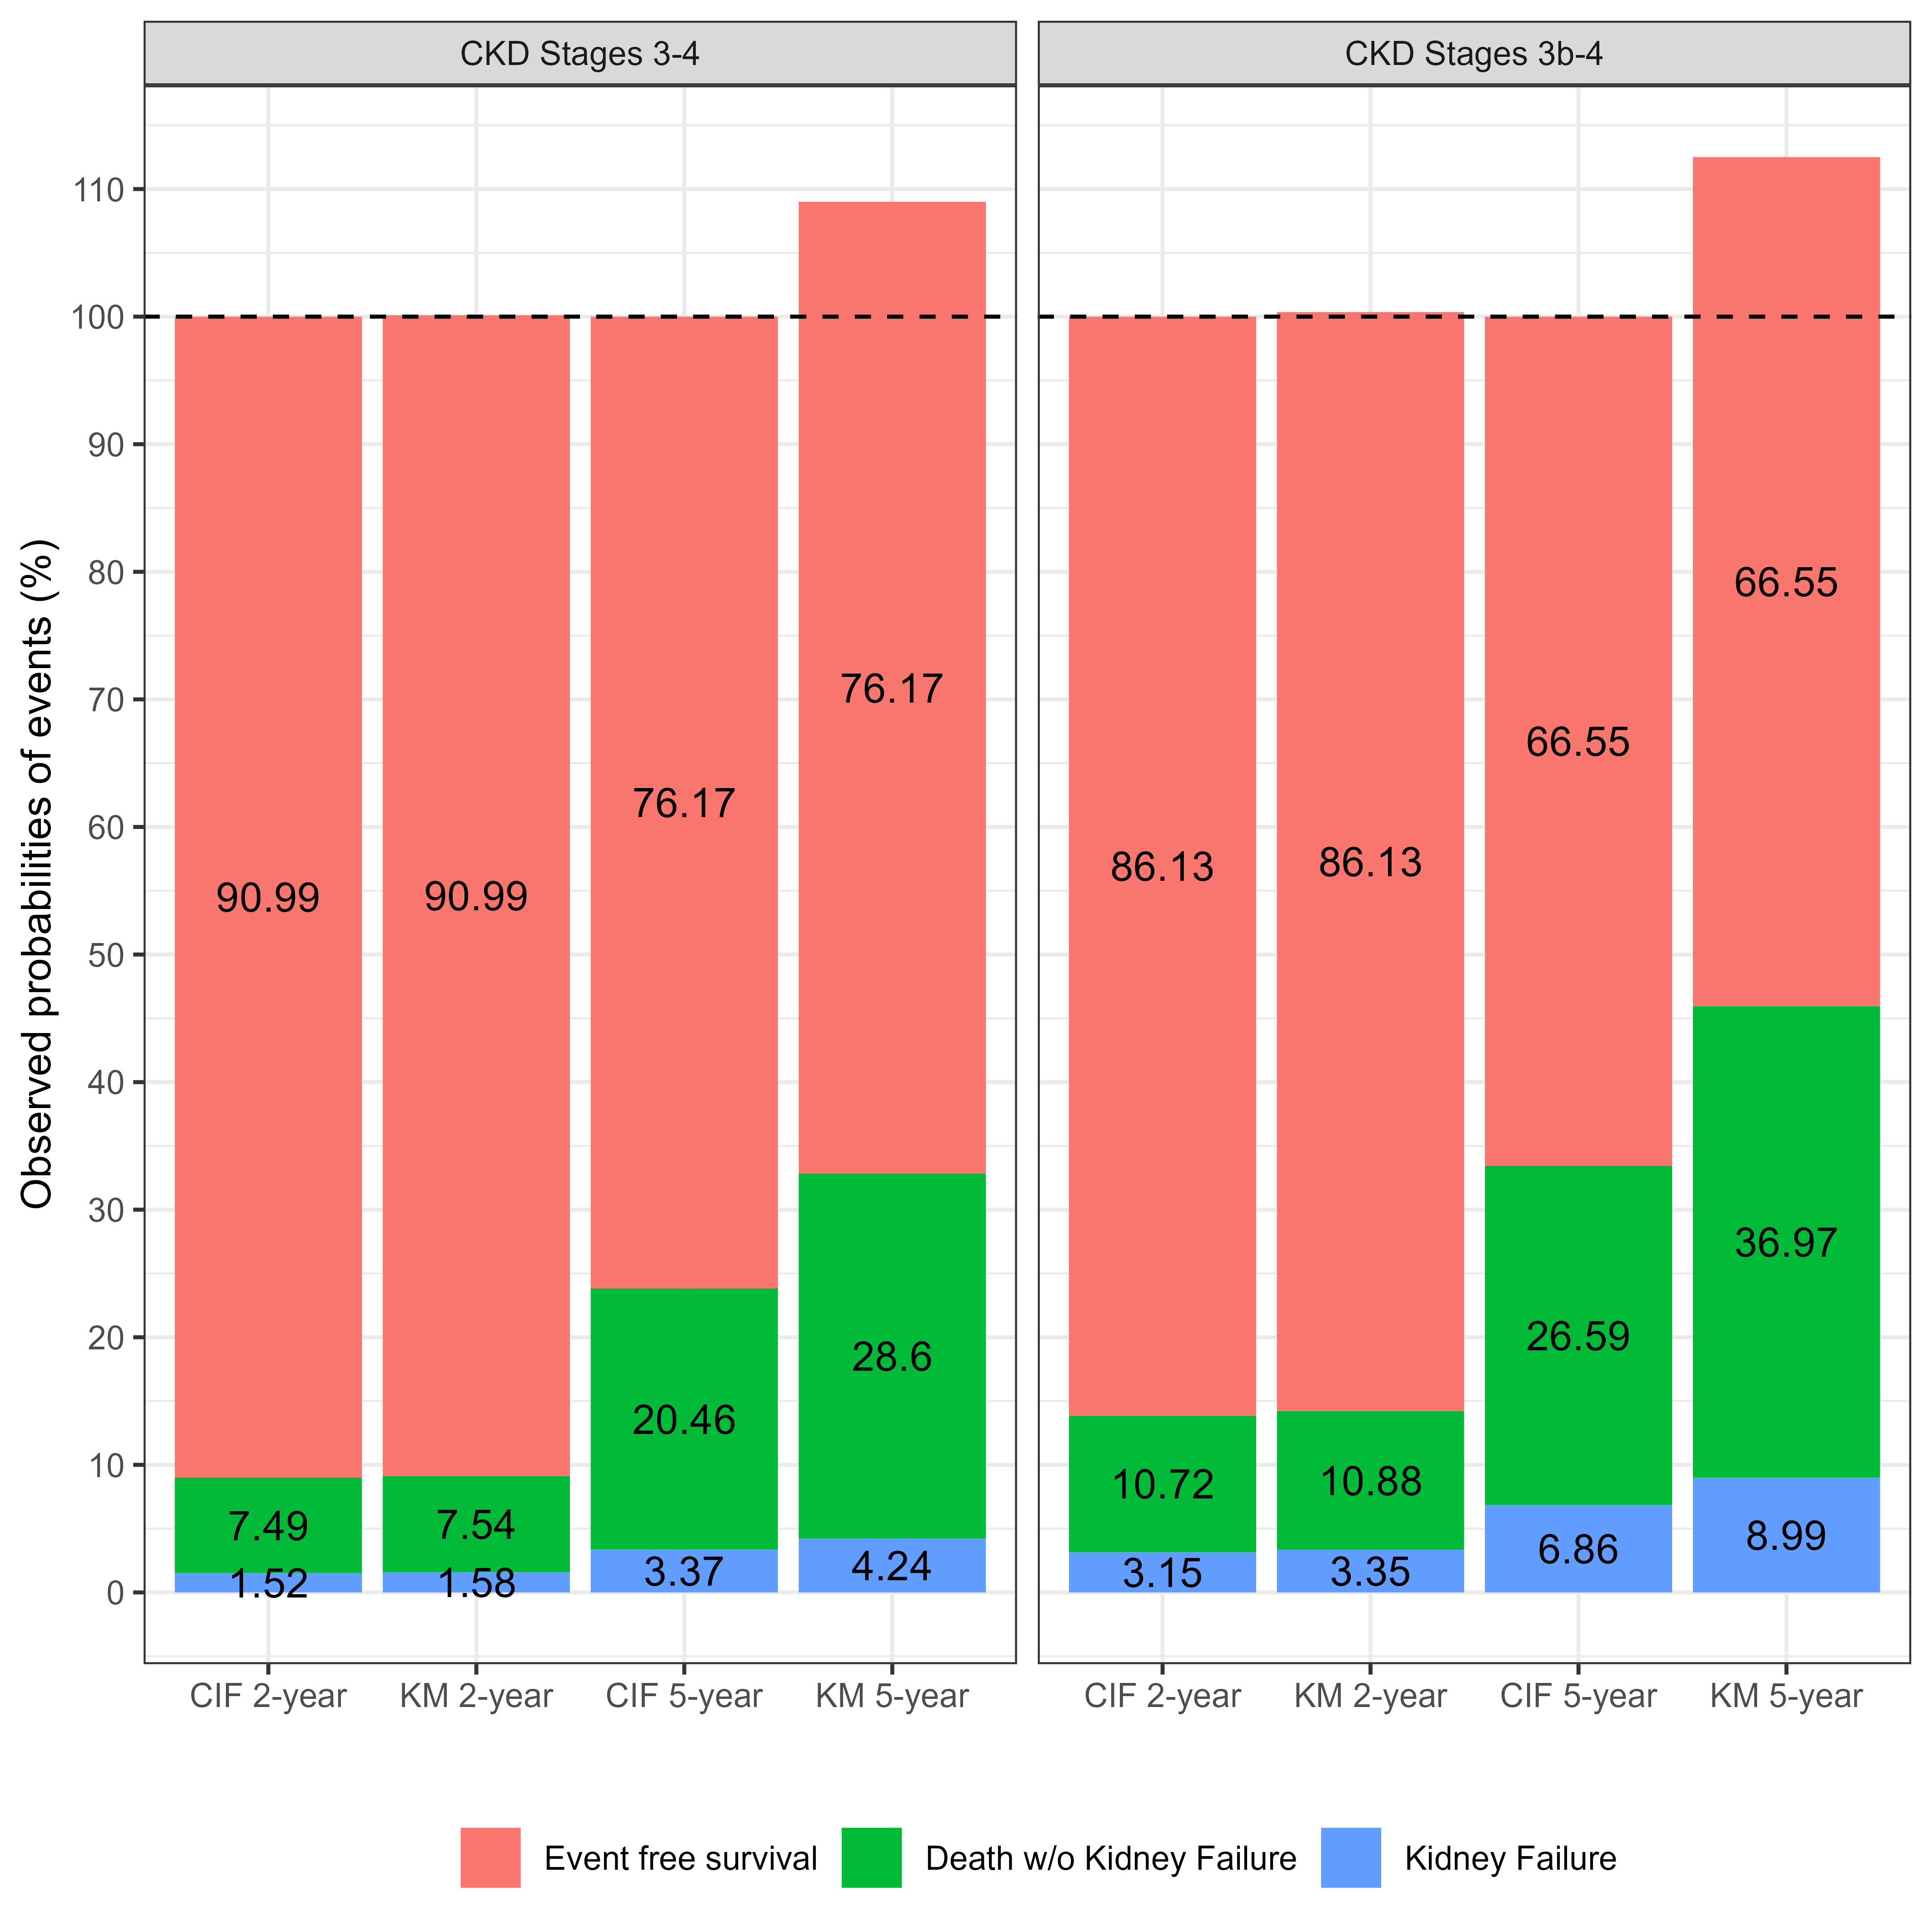 CKD Stages 3-4
CKD Stages 3b-4
Observed probabilities of events (%)
110
100
90
80
70
60
50
40
30
20
10
0
90.99
7.49
1.52
90.99
7.54
1.58
76.17
20.46
3.37
76.17
28.6
4.24
86.13
10.72
3.15
86.13
10.88
3.35
66.55
26.59
6.86
66.55
36.97
8.99
CIF 2-year
KM 2-year
CIF 5-year
KM 5-year
CIF 2-year
KM 2-year
CIF 5-year
KM 5-year
Event free survival
Death w/o Kidney Failure
Kidney Failure